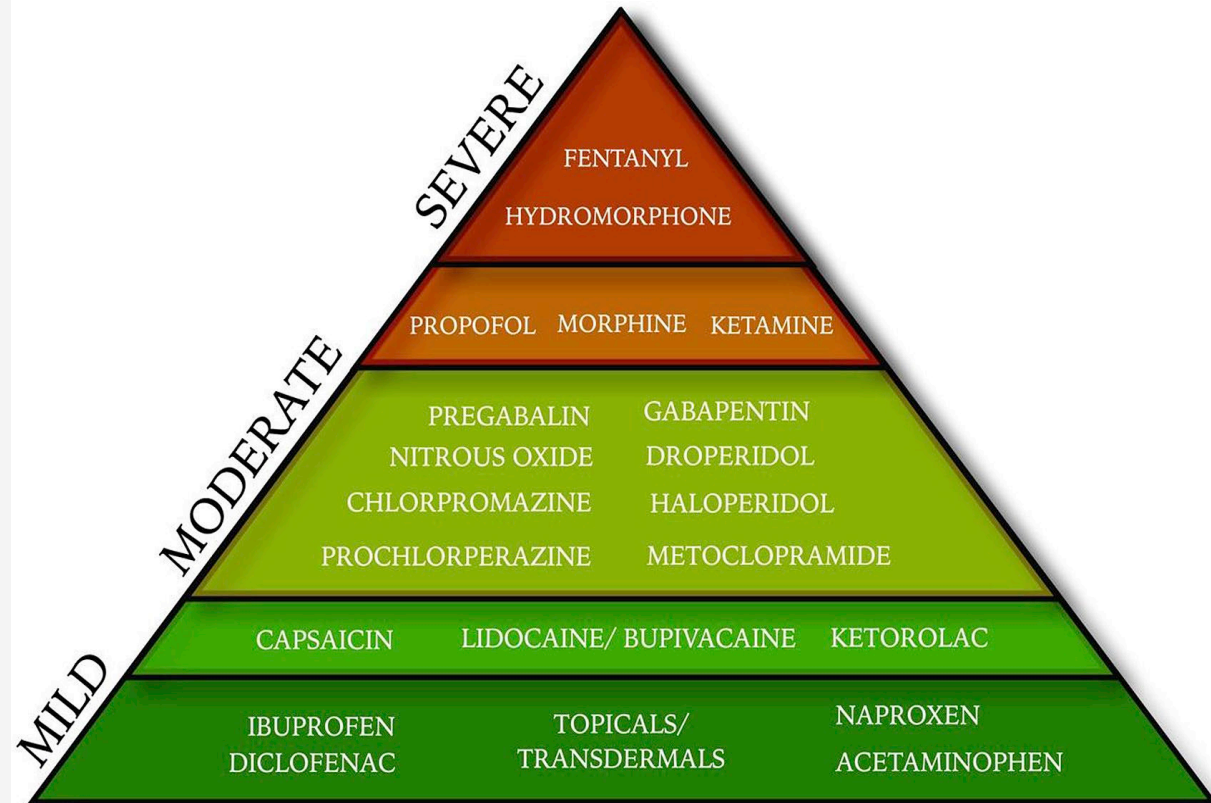 SEVERE
FENTANYL
HYDROMORPHONE
PROPOFOL MORPHINE KETAMINE
MODERATE
PREGABALIN GABAPENTIN
NITROUS OXIDE DROPERIDOL
CHLORPROMAZINE HALOPERIDOL
PROCHLORPERAZINE METOCLOPRAMIDE
CAPSAICIN LIDOCAINE/ BUPIVACAINE KETOROLAC
MILD
IBUPROFEN TOPICALS/ NAPROXEN
DICLOFENAC TRANSDERMALS ACETAMINOPHEN